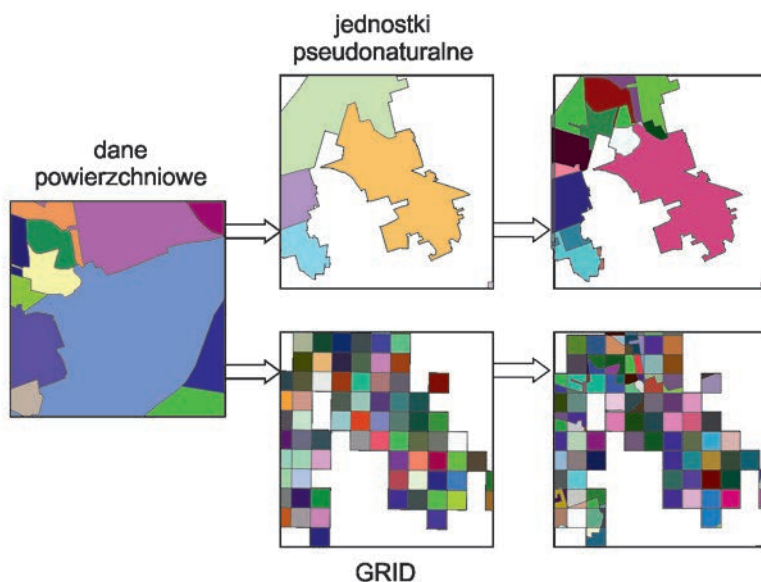 jednostki
pseudonaturalne
dane
powierzchniowe
GRID